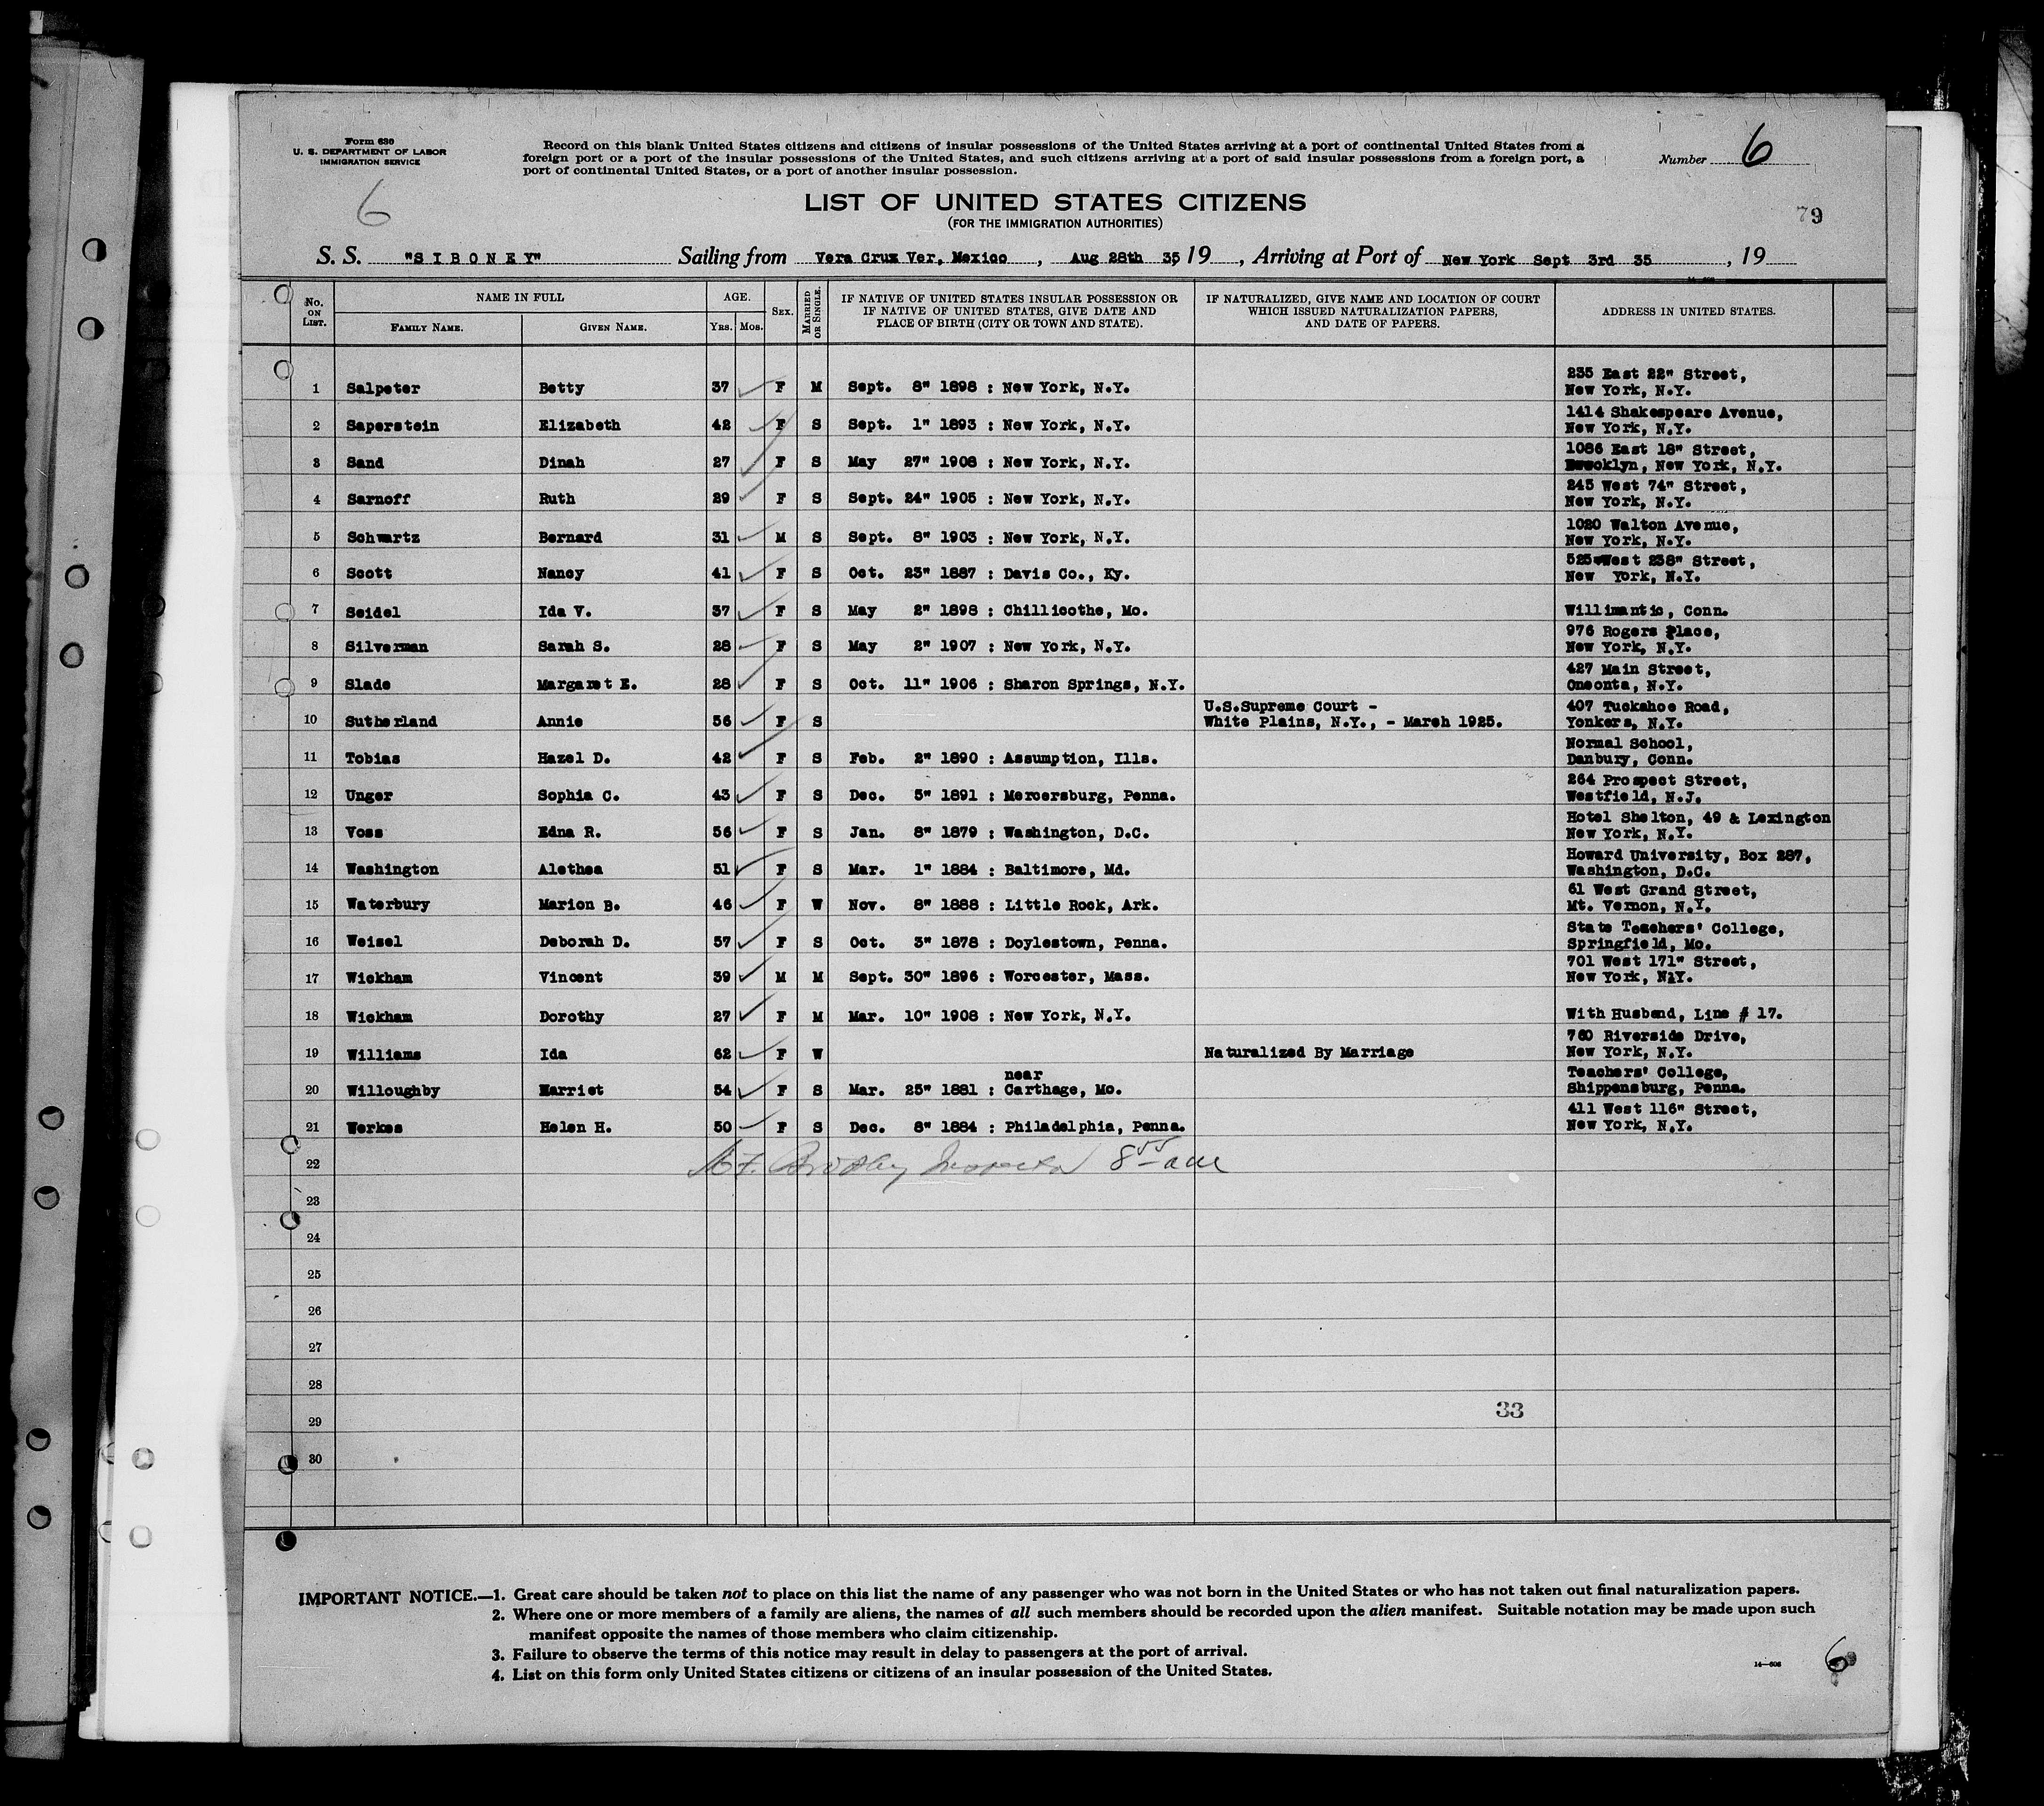 Form 630
U. S. DEPARTMENT OF LABOR
IMMIGRATION SERVICE
Record on this blank United States citizens and citizens of insular possessions of the United States arriving at a port of continental United States from a
foreign port or a port of the insular possessions of the United States, and such citizens arriving at a port of said insular possessions from a foreign port, a
port of continental United States, or a port of another insular possession.
Number 6
6
LIST OF UNITED STATES CITIZENS
(FOR THE IMMIGRATION AUTHORITIES)
79
S. S. "SIBONEY" Sailing from Vera Cruz Ver, Mexico , Aug 28th 35 19 , Arriving at Port of New York Sept 3rd 35 , 19
No. ON LIST. NAME IN FULL AGE. SEX. MARRIED OR SINGLE. IF NATIVE OF UNITED STATES INSULAR POSSESSION OR IF NATIVE OF UNITED STATES, GIVE DATE AND PLACE OF BIRTH (CITY OR TOWN AND STATE). IF NATURALIZED, GIVE NAME AND LOCATION OF COURT WHICH ISSUED NATURALIZATION PAPERS, AND DATE OF PAPERS. ADDRESS IN UNITED STATES.
FAMILY NAME. GIVEN NAME. YRS. MOS.
1 Salpeter Betty 37 F M Sept. 8" 1898 : New York, N.Y. 235 East 22" Street, New York, N.Y.
2 Saperstein Elizabeth 42 F S Sept. 1" 1893 : New York, N.Y. 1414 Shakespeare Avenue, New York, N.Y.
3 Sand Dinah 27 F S May 27" 1908 : New York, N.Y. 1086 East 18" Street, Brooklyn, New York, N.Y.
4 Sarnoff Ruth 29 F S Sept. 24" 1905 : New York, N.Y. 245 West 74" Street, New York, N.Y.
5 Schwartz Bernard 31 M S Sept. 8" 1903 : New York, N.Y. 1020 Walton Avenue, New York, N.Y.
6 Scott Nancy 41 F S Oct. 23" 1887 : Davis Co., Ky. 525 West 238" Street, New York, N.Y.
7 Seidel Ida V. 37 F S May 2" 1898 : Chillicothe, Mo. Willimantic, Conn.
8 Silverman Sarah S. 28 F S May 2" 1907 : New York, N.Y. 976 Rogers Place, New York, N.Y.
9 Slade Margaret E. 28 F S Oct. 11" 1906 : Sharon Springs, N.Y. 427 Main Street, Oneonta, N.Y.
10 Sutherland Annie 56 F S U.S.Supreme Court - White Plains, N.Y., - March 1925. 407 Tuckahoe Road, Yonkers, N.Y.
11 Tobias Hazel D. 42 F S Feb. 2" 1890 : Assumption, Ills. Normal School, Danbury, Conn.
12 Unger Sophia C. 43 F S Dec. 5" 1891 : Mercersburg, Penna. 264 Prospect Street, Westfield, N.J.
13 Voss Edna R. 56 F S Jan. 8" 1879 : Washington, D.C. Hotel Shelton, 49 & Lexington New York, N.Y.
14 Washington Alethea 51 F S Mar. 1" 1884 : Baltimore, Md. Howard University, Box 287, Washington, D.C.
15 Waterbury Marion B. 46 F W Nov. 8" 1888 : Little Rock, Ark. 61 West Grand Street, Mt. Vernon, N.Y.
16 Weisel Deborah D. 57 F S Oct. 3" 1878 : Doylestown, Penna. State Teachers' College, Springfield, Mo.
17 Wickham Vincent 39 M M Sept. 30" 1896 : Worcester, Mass. 701 West 171" Street, New York, N.Y.
18 Wickham Dorothy 27 F M Mar. 10" 1908 : New York, N.Y. With Husband, Line # 17.
19 Williams Ida 62 F W Naturalized By Marriage 760 Riverside Drive, New York, N.Y.
20 Willoughby Harriet 54 F S Mar. 25" 1881 : near Carthage, Mo. Teachers' College, Shippensburg, Penna.
21 Werkes Helen H. 50 F S Dec. 8" 1884 : Philadelphia, Penna. 411 West 116" Street, New York, N.Y.
22 Inspector 8 55
23
24
25
26
27
28
29 33
30
IMPORTANT NOTICE.—1. Great care should be taken not to place on this list the name of any passenger who was not born in the United States or who has not taken out final naturalization papers.
2. Where one or more members of a family are aliens, the names of all such members should be recorded upon the alien manifest. Suitable notation may be made upon such
manifest opposite the names of those members who claim citizenship.
3. Failure to observe the terms of this notice may result in delay to passengers at the port of arrival.
4. List on this form only United States citizens or citizens of an insular possession of the United States.
14—608
6